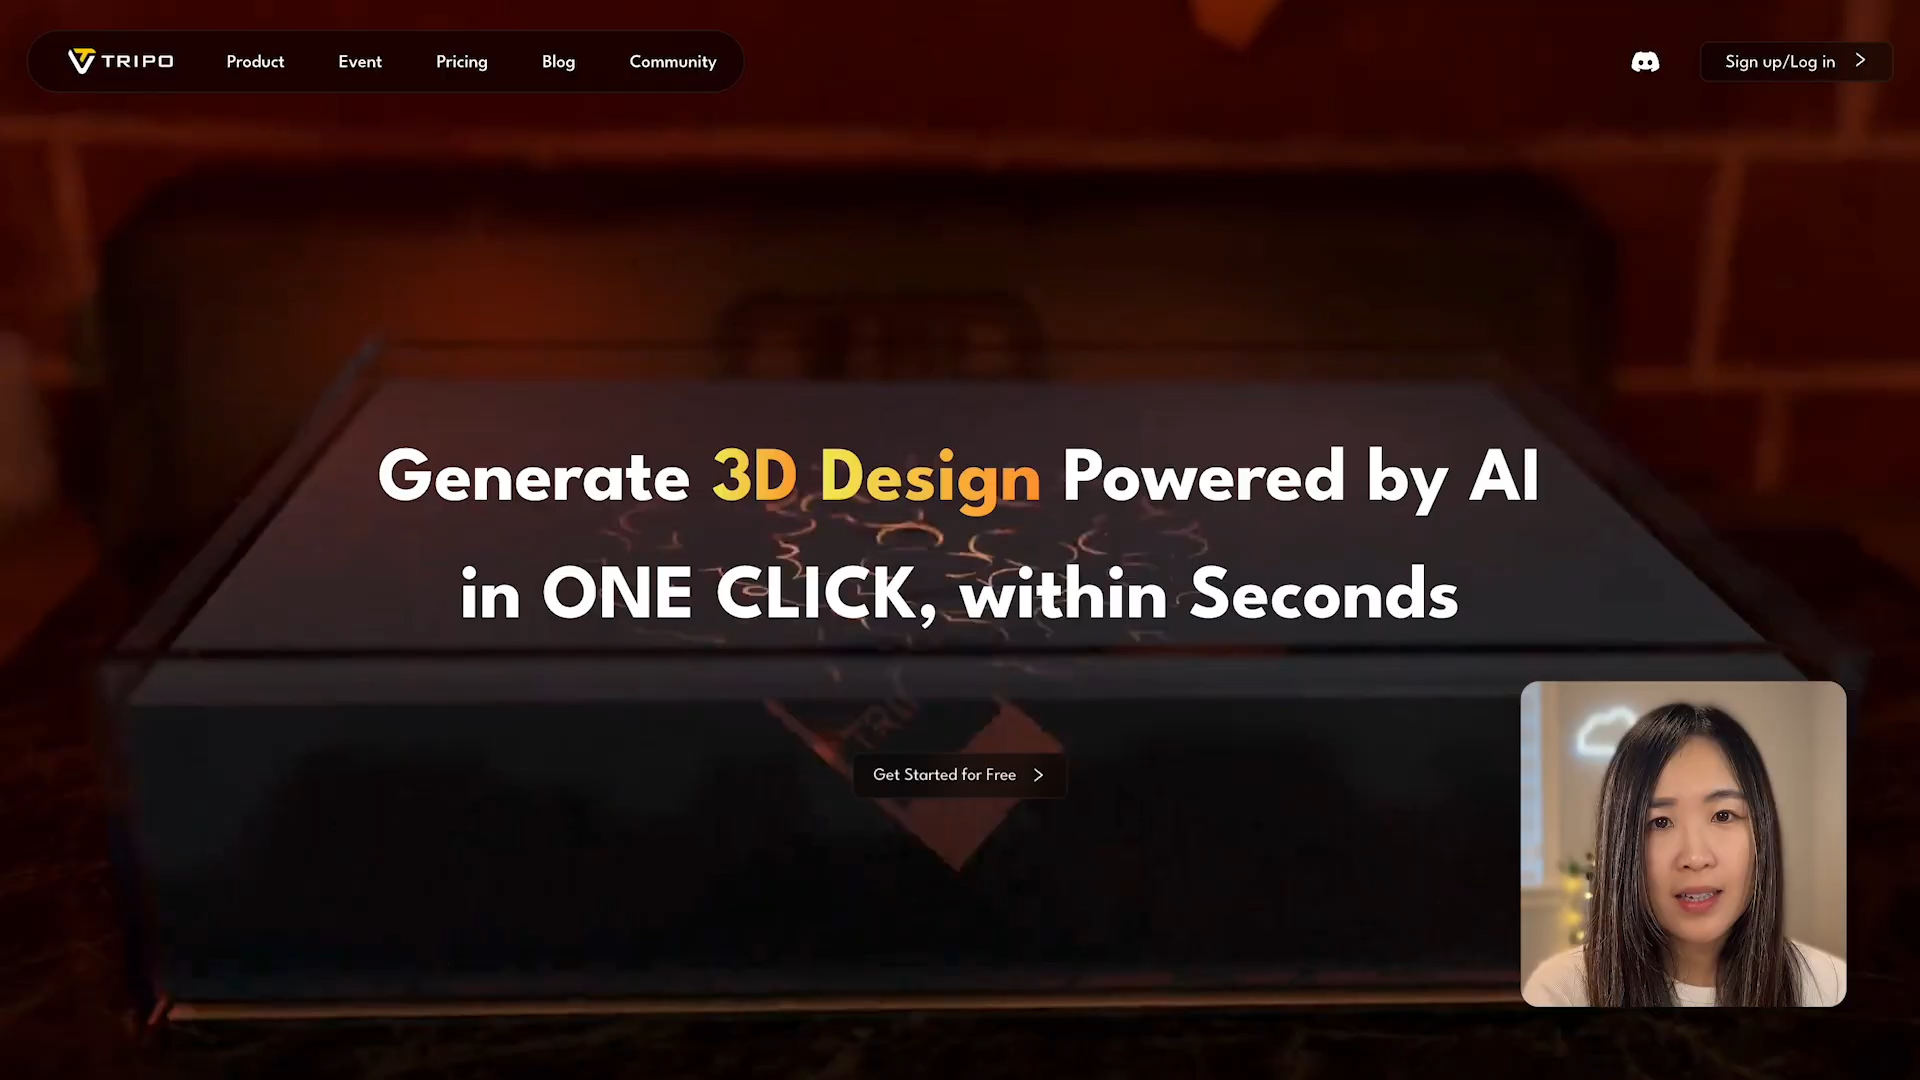 TRIPO
Product
Event
Pricing
Blog
Community
Sign up/Log in
Generate 3D Design Powered by AI
in ONE CLICK, within Seconds
Get Started for Free